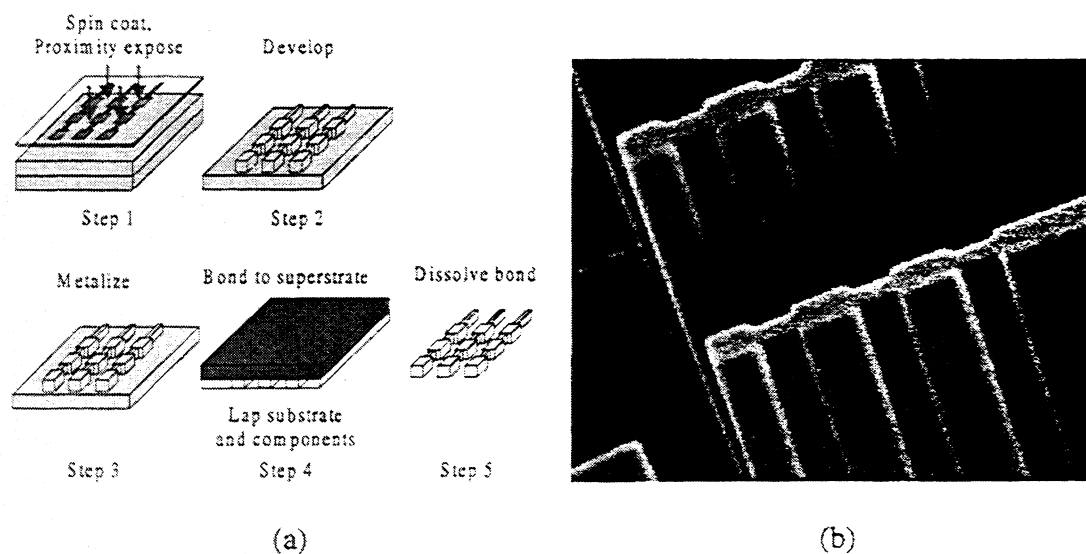 Spin coat,
Proximity expose
Develop
Step 1
Step 2
Metalize
Bond to superstrate
Dissolve bond
Lap substrate
and components
Step 3
Step 4
Step 5
(a)
(b)